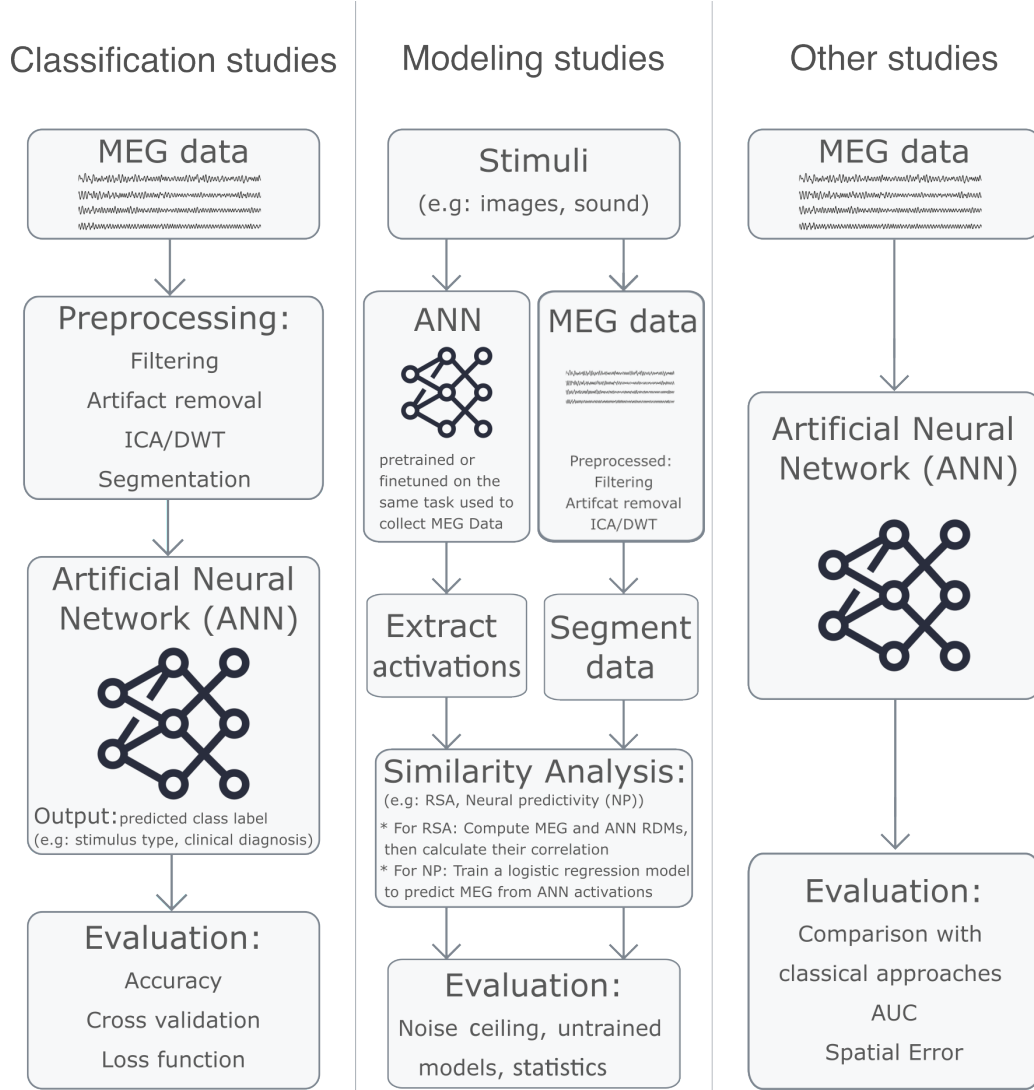 Classification studies
MEG data
Preprocessing:
Filtering
Artifact removal
ICA/DWT
Segmentation
Artificial Neural
Network (ANN)
Output: predicted class label
(e.g: stimulus type, clinical diagnosis)
Evaluation:
Accuracy
Cross validation
Loss function
Modeling studies
Stimuli
(e.g: images, sound)
ANN
pretrained or
finetuned on the
same task used to
collect MEG Data
MEG data
Preprocessed:
Filtering
Artifcat removal
ICA/DWT
Extract
activations
Segment
data
Similarity Analysis:
(e.g: RSA, Neural predictivity (NP))
* For RSA: Compute MEG and ANN RDMs,
then calculate their correlation
* For NP: Train a logistic regression model
to predict MEG from ANN activations
Evaluation:
Noise ceiling, untrained
models, statistics
Other studies
MEG data
Artificial Neural
Network (ANN)
Evaluation:
Comparison with
classical approaches
AUC
Spatial Error